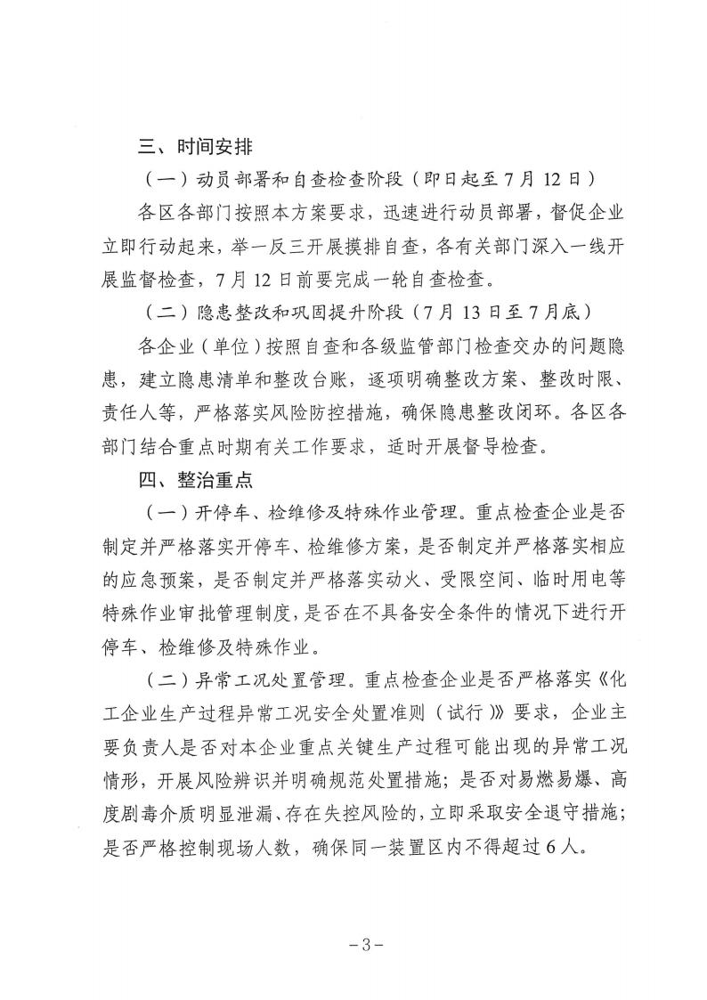 三、时间安排
（一）动员部署和自查检查阶段（即日起至 7 月 12 日）
各区各部门按照本方案要求，迅速进行动员部署，督促企业
立即行动起来，举一反三开展摸排自查，各有关部门深入一线开
展监督检查，7 月 12 日前要完成一轮自查检查。
（二）隐患整改和巩固提升阶段（7 月 13 日至 7 月底）
各企业（单位）按照自查和各级监管部门检查交办的问题隐
患，建立隐患清单和整改台账，逐项明确整改方案、整改时限、
责任人等，严格落实风险防控措施，确保隐患整改闭环。各区各
部门结合重点时期有关工作要求，适时开展督导检查。
四、整治重点
（一）开停车、检维修及特殊作业管理。重点检查企业是否
制定并严格落实开停车、检维修方案，是否制定并严格落实相应
的应急预案，是否制定并严格落实动火、受限空间、临时用电等
特殊作业审批管理制度，是否在不具备安全条件的情况下进行开
停车、检维修及特殊作业。
（二）异常工况处置管理。重点检查企业是否严格落实《化
工企业生产过程异常工况安全处置准则（试行）》要求，企业主
要负责人是否对本企业重点关键生产过程可能出现的异常工况
情形，开展风险辨识并明确规范处置措施；是否对易燃易爆、高
度剧毒介质明显泄漏、存在失控风险的，立即采取安全退守措施；
是否严格控制现场人数，确保同一装置区内不得超过 6 人。
－3－